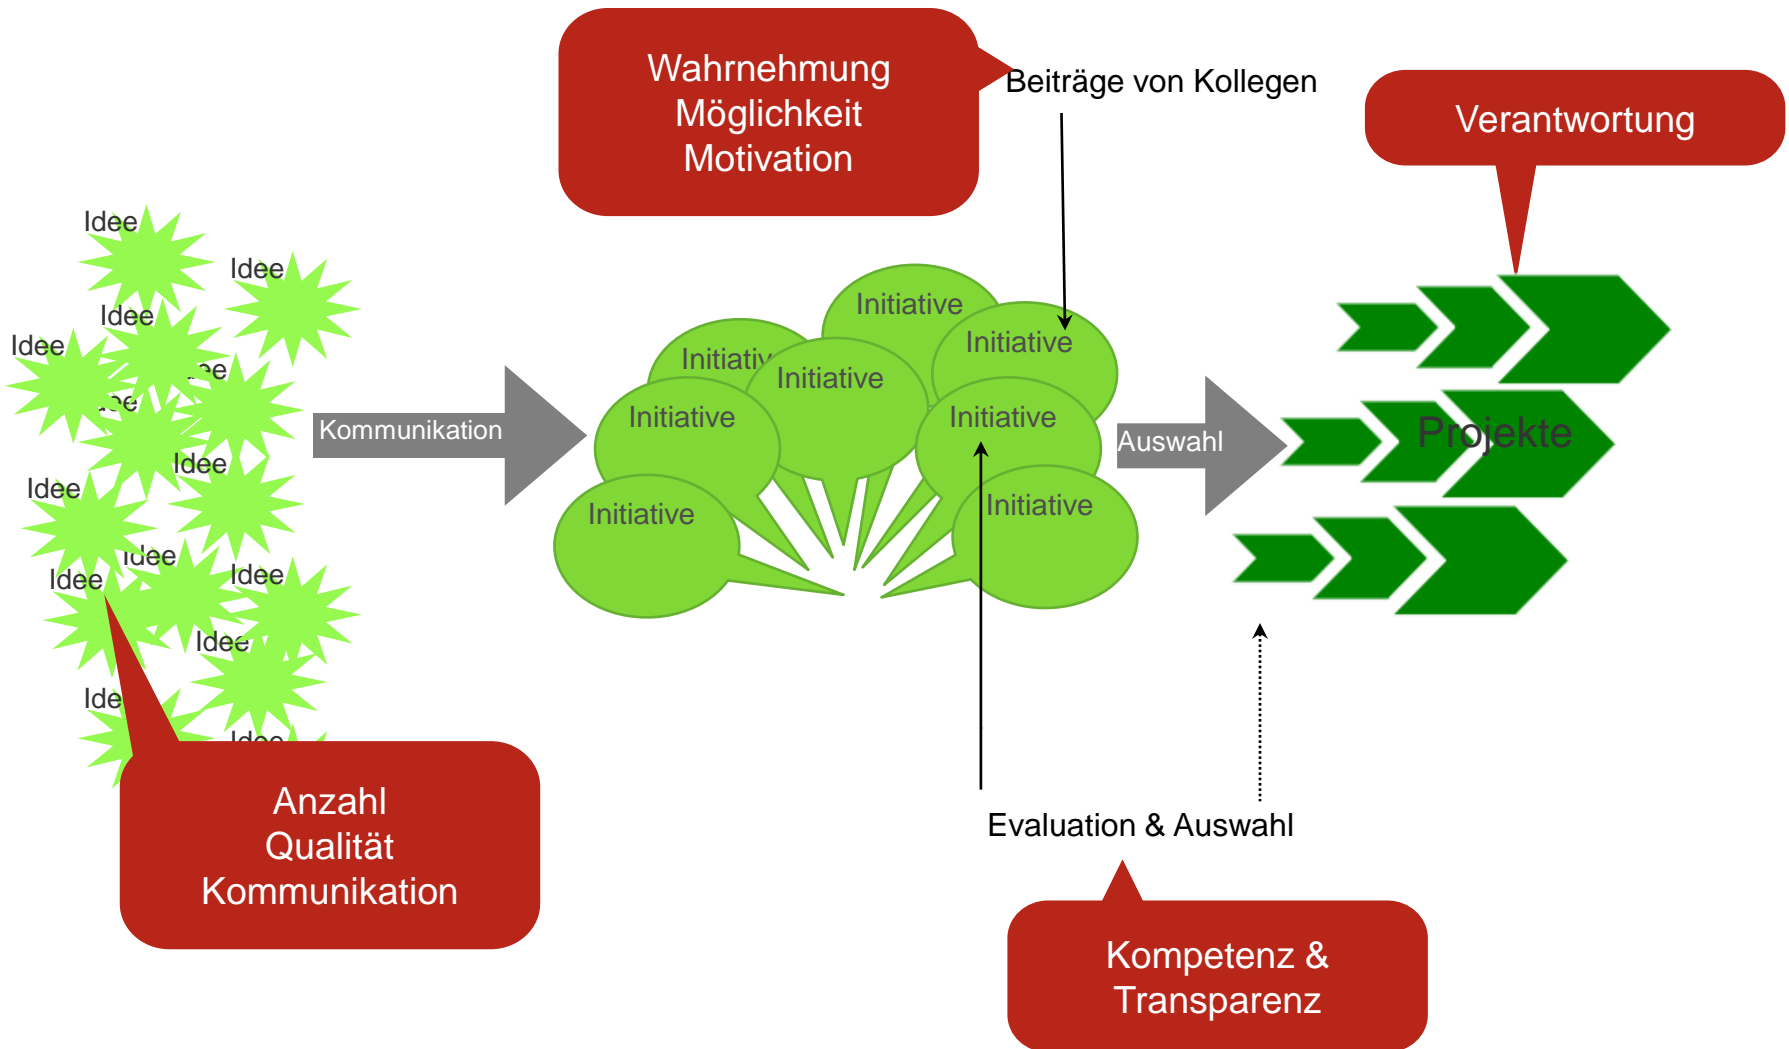 Wahrnehmung
Möglichkeit
Motivation
Beiträge von Kollegen
Verantwortung
Idee
Idee
Idee
Idee
Idee
Idee
Idee
Idee
Idee
Idee
Kommunikation
Initiative
Initiative
Initiative
Initiative
Initiative
Initiative
Initiative
Auswahl
Projekte
Anzahl
Qualität
Kommunikation
Evaluation & Auswahl
Kompetenz &
Transparenz